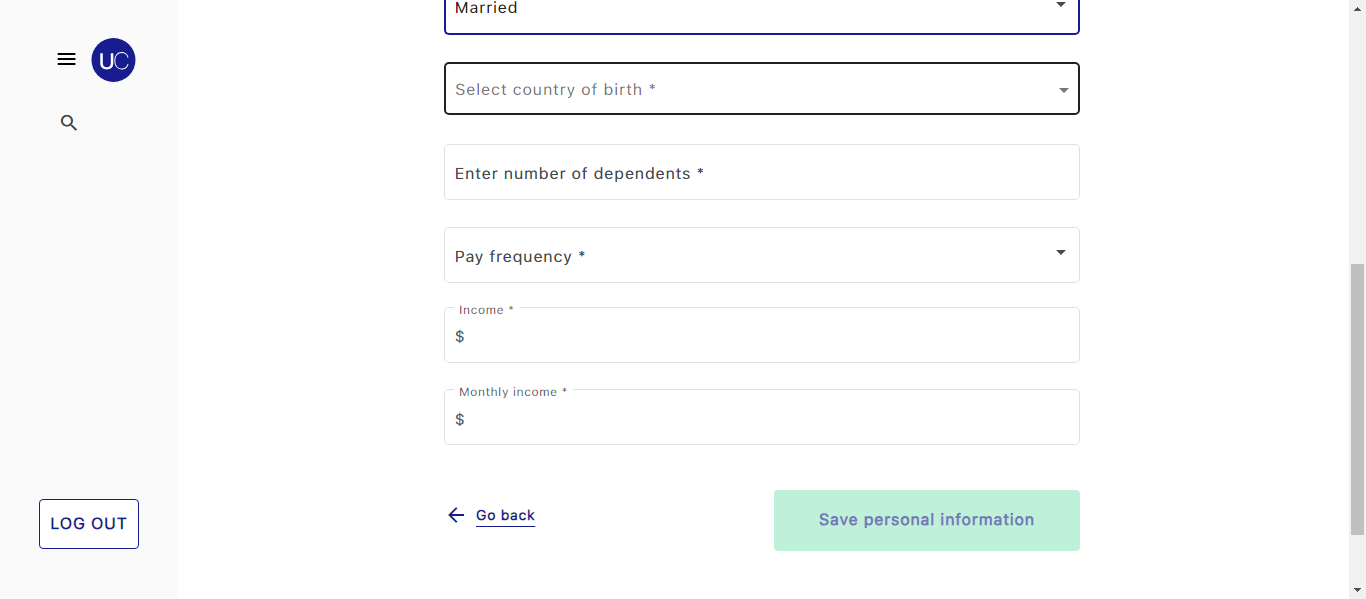 Married
UC
Select country of birth *
Enter number of dependents *
Pay frequency *
Income *
$
Monthly income *
$
Go back
Save personal information
LOG OUT